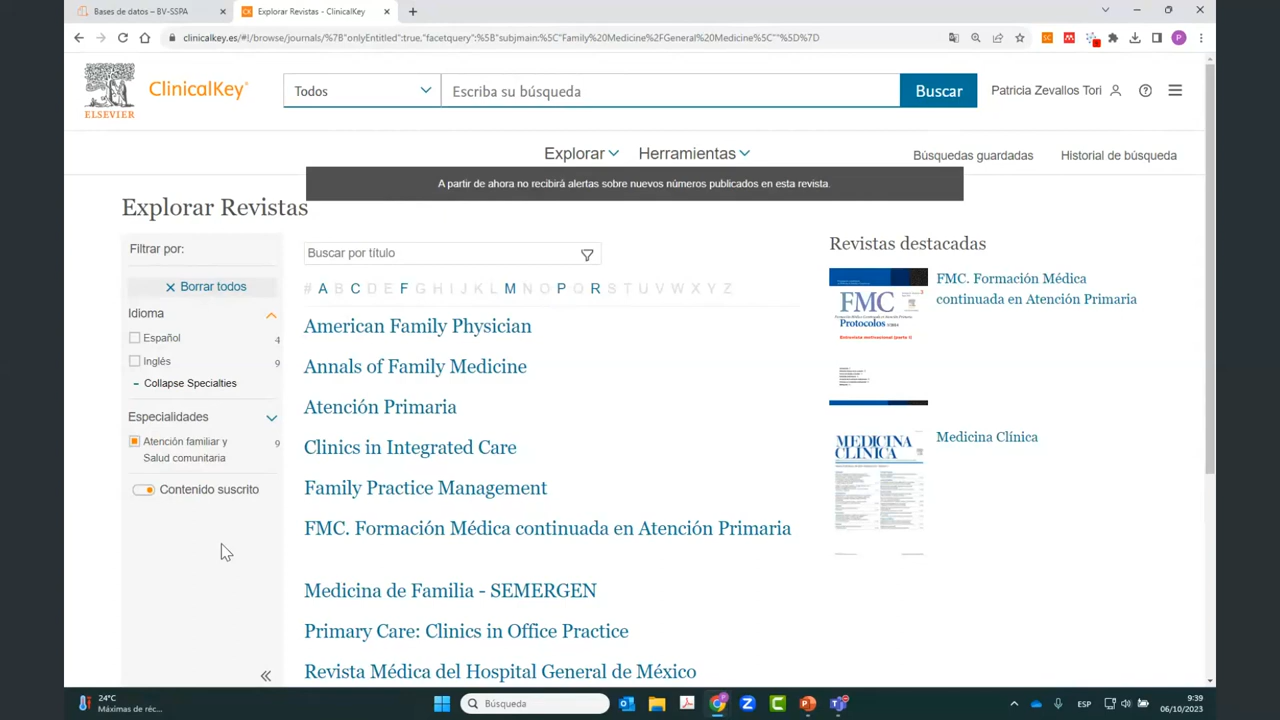 Bases de datos – BV-SSPA
Explorar Revistas - ClinicalKey
clinicalkey.es/#!/browse/journals/%7B"onlyEntitled":true,"facetquery":%5B"subjmain:%5C"Family%20Medicine%2FGeneral%20Medicine%5C""%5D%7D
ELSEVIER
ClinicalKey®
Todos
Escriba su búsqueda
Buscar
Patricia Zevallos Tori
Explorar
Herramientas
Búsquedas guardadas
Historial de búsqueda
A partir de ahora no recibirá alertas sobre nuevos números publicados en esta revista.
Explorar Revistas
Filtrar por:
Borrar todos
Idioma
Español 4
Inglés 9
Collapse Specialties
Especialidades
Atención familiar y 9
Salud comunitaria
Contenido suscrito
Buscar por título
# A B C D E F G H I J K L M N O P Q R S T U V W X Y Z
American Family Physician
Annals of Family Medicine
Atención Primaria
Clinics in Integrated Care
Family Practice Management
FMC. Formación Médica continuada en Atención Primaria
Medicina de Familia - SEMERGEN
Primary Care: Clinics in Office Practice
Revista Médica del Hospital General de México
Revistas destacadas
FMC
Protocolos
FMC. Formación Médica
continuada en Atención Primaria
MEDICINA
CLÍNICA
Medicina Clínica
24°C
Máximas de réc...
Búsqueda
ESP
9:39
06/10/2023